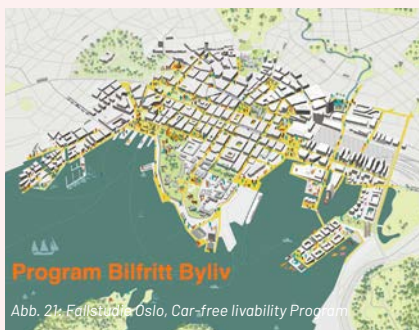 Program Bilfritt Byliv
Abb. 21: Fallstudie Oslo, Car-free livability Program